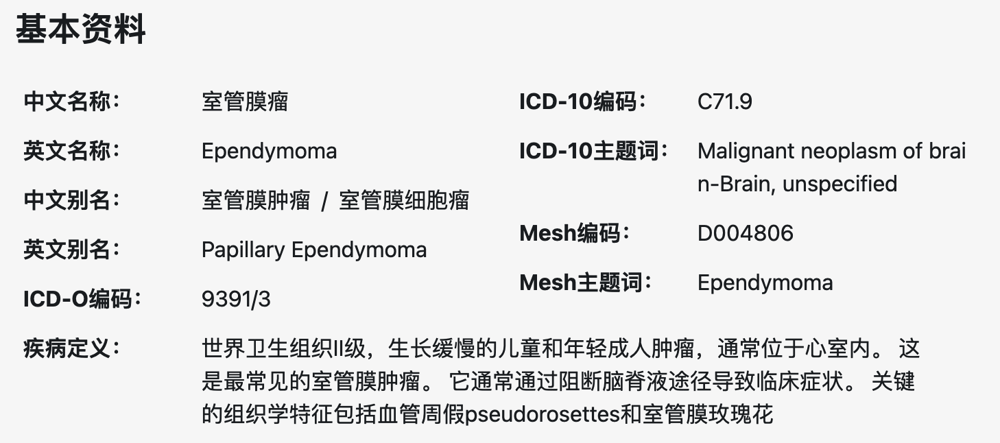 基本资料
中文名称： 室管膜瘤
英文名称： Ependymoma
中文别名： 室管膜肿瘤 / 室管膜细胞瘤
英文别名： Papillary Ependymoma
ICD-O编码： 9391/3
ICD-10编码： C71.9
ICD-10主题词： Malignant neoplasm of brai
n-Brain, unspecified
Mesh编码： D004806
Mesh主题词： Ependymoma
疾病定义： 世界卫生组织II级，生长缓慢的儿童和年轻成人肿瘤，通常位于心室内。 这
是最常见的室管膜肿瘤。 它通常通过阻断脑脊液途径导致临床症状。 关键
的组织学特征包括血管周假pseudorosettes和室管膜玫瑰花